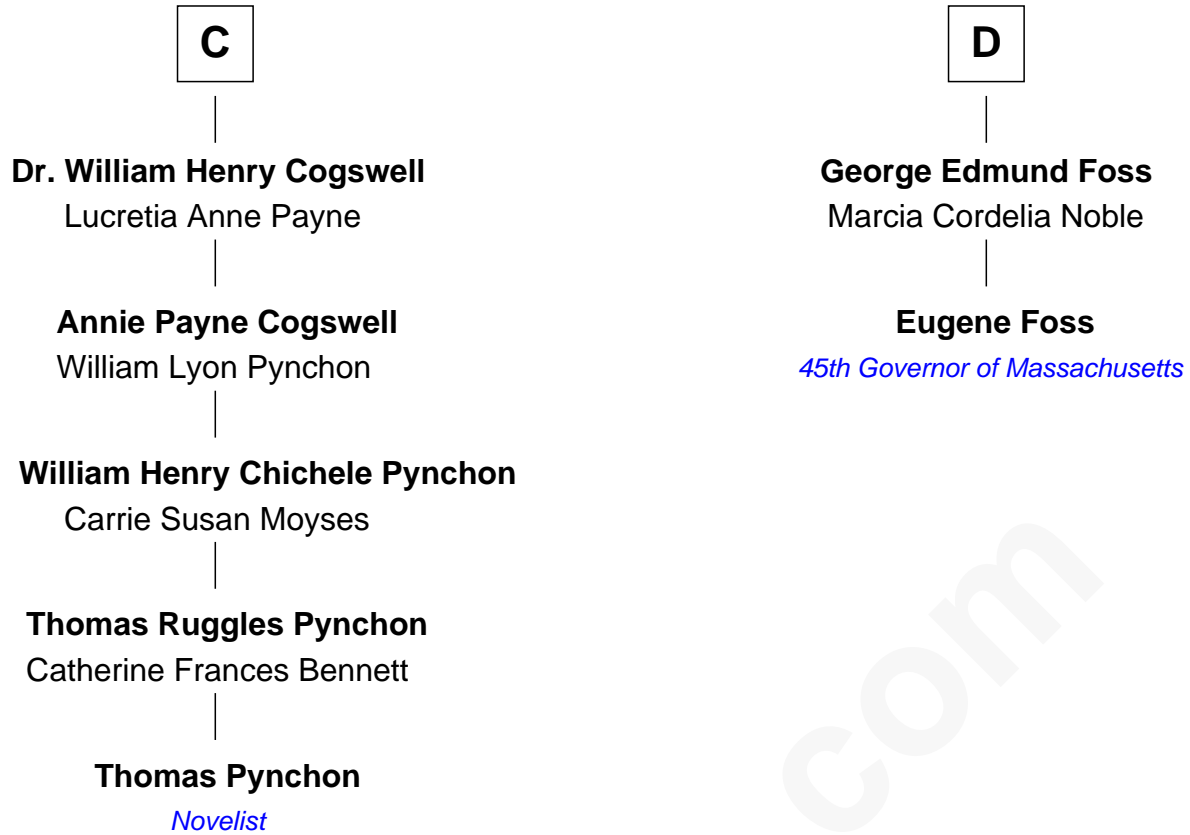 C
Dr. William Henry Cogswell
Lucretia Anne Payne
Annie Payne Cogswell
William Lyon Pynchon
William Henry Chichele Pynchon
Carrie Susan Moyses
Thomas Ruggles Pynchon
Catherine Frances Bennett
Thomas Pynchon
Novelist
D
George Edmund Foss
Marcia Cordelia Noble
Eugene Foss
45th Governor of Massachusetts
com